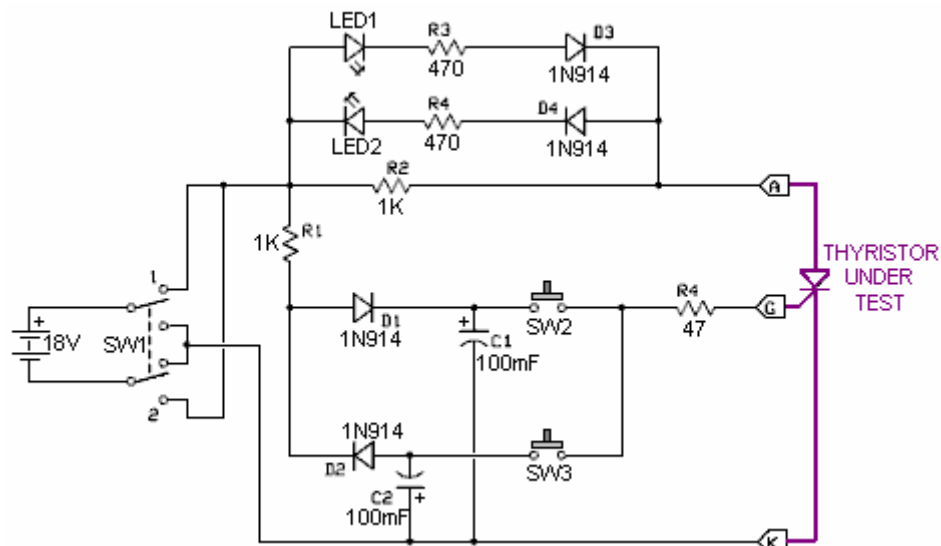 LED1
R3
470
D3
1N914
LED2
R4
470
D4
1N914
R2
1K
A
R1
1K
THYRISTOR
UNDER
TEST
1
+
18V
SW1
2
D1
1N914
+
C1
100mF
SW2
R4
47
G
1N914
D2
C2
+
100mF
SW3
K